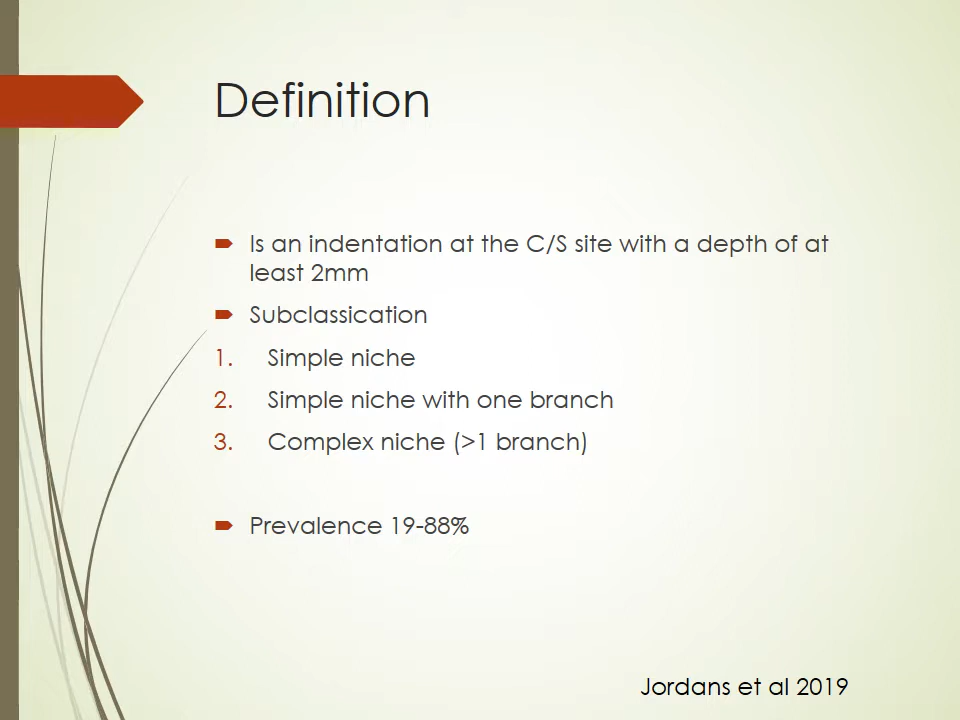 Definition
Is an indentation at the C/S site with a depth of at
least 2mm
Subclassication
1. Simple niche
2. Simple niche with one branch
3. Complex niche (>1 branch)
Prevalence 19-88%
Jordans et al 2019